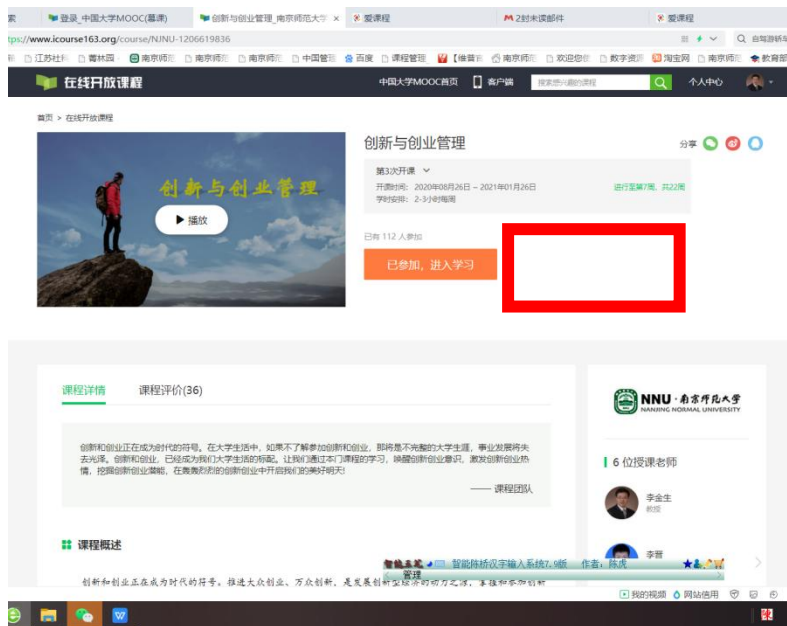 索 登录_中国大学MOOC(慕课) 创新与创业管理_南京师范大学 × 爱课程 M 2封未读邮件 爱课程
tps://www.icourse163.org/course/NJNU-1206619836
江苏社科 蓄林园 南京师范 南京师范 南京师范 中国管理 百度 课程管理 【维普官 南京师范 欢迎您使 数字资源 淘宝网 南京师范 教育部
在线开放课程 中国大学MOOC首页 客户端 搜索感兴趣的课程 个人中心
首页 > 在线开放课程
创新与创业管理
播放
创新与创业管理
分享
第3次开课
开课时间: 2020年08月26日 ~ 2021年01月26日
进行至第7周, 共22周
学时安排: 2-3小时每周
已有 112 人参加
已参加, 进入学习
课程详情 课程评价(36)
创新和创业正在成为时代的符号。在大学生活中, 如果不了解参加创新和创业, 那将是不完整的大学生涯, 事业发展将失
去光泽。创新和创业, 已经成为我们大学生活的标配。让我们通过本门课程的学习, 唤醒创新创业意识, 激发创新创业热
情, 挖掘创新创业潜能, 在轰轰烈烈的创新创业中开启我们的美好明天!
—— 课程团队
NNU · 南京师范大学
NANJING NORMAL UNIVERSITY
6 位授课老师
李金生
教授
李晋
课程概述
智能陈桥汉字输入系统7.9版 作者: 陈虎
管理
创新和创业正在成为时代的符号。推进大众创业、万众创新, 是发展创新型经济的动力之源,
我的视频 网站信用